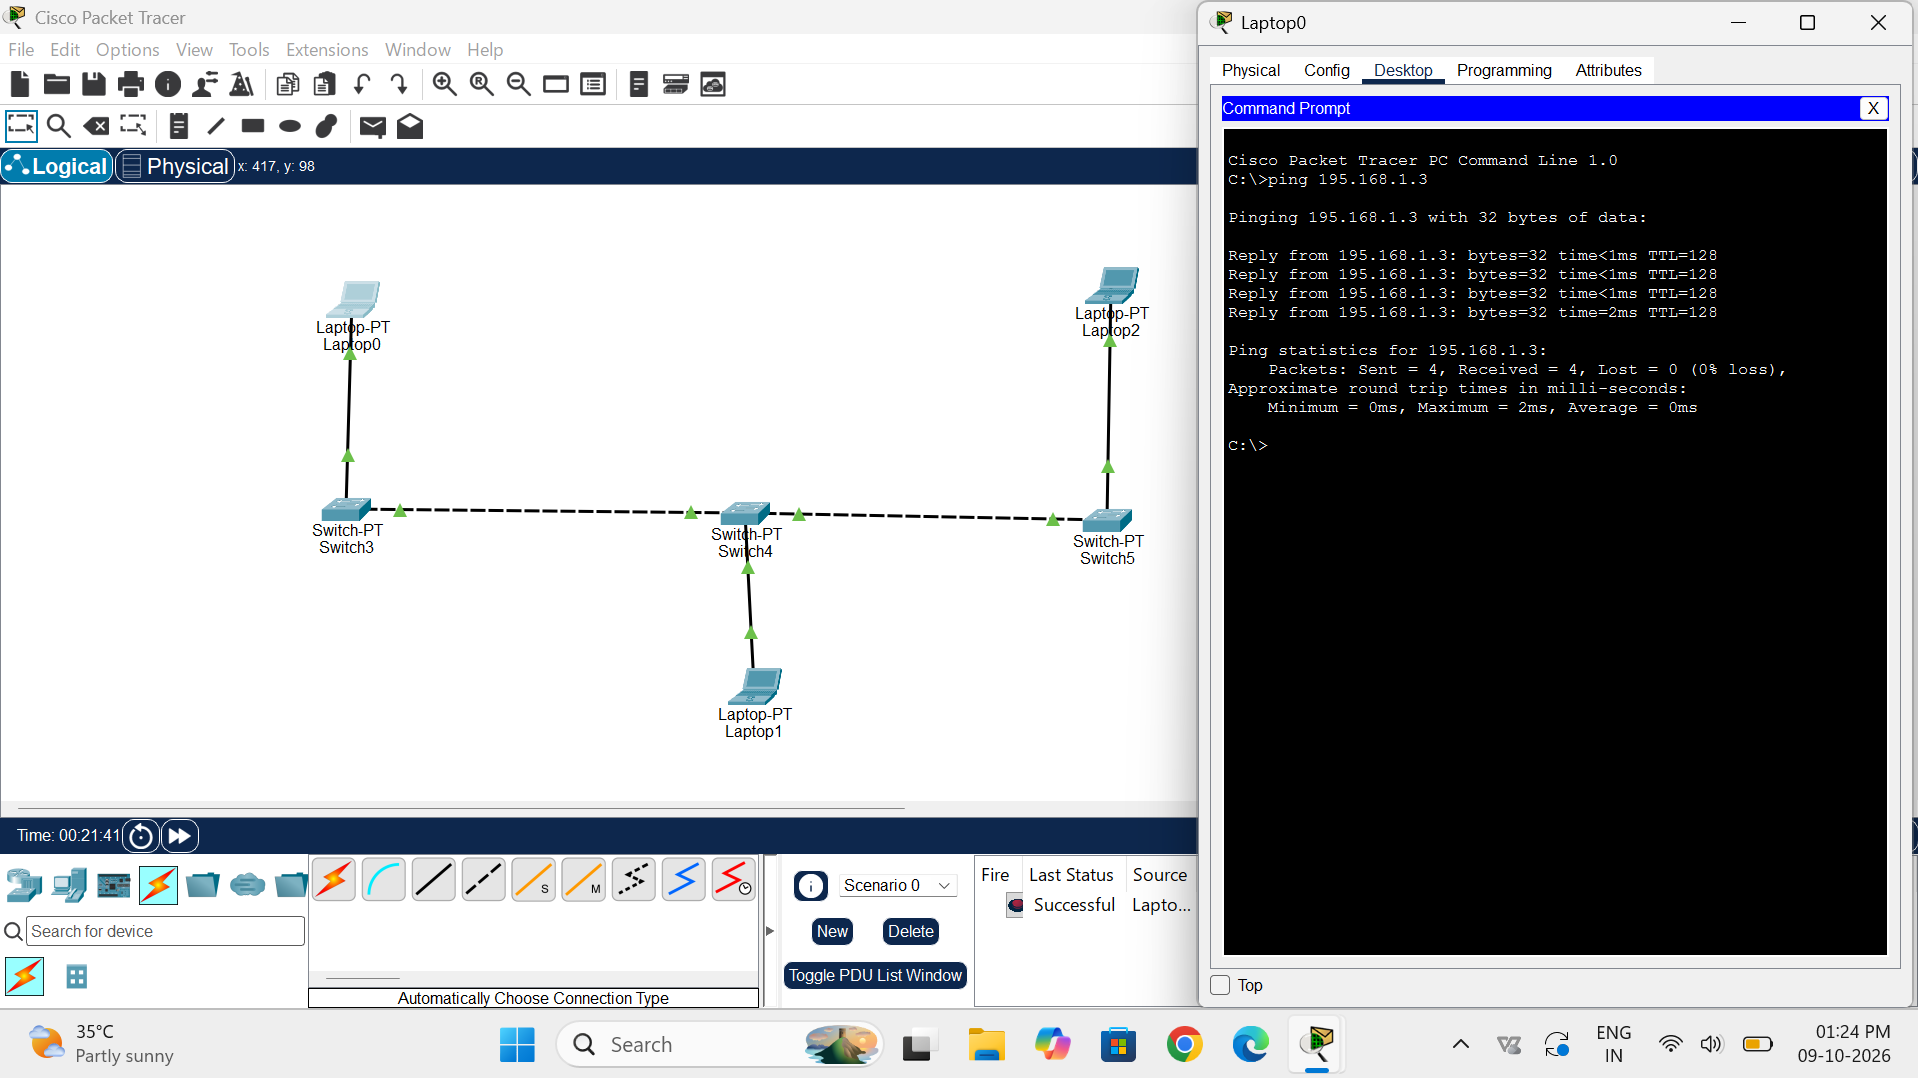 Cisco Packet Tracer
File Edit Options View Tools Extensions Window Help
Logical Physical x: 417, y: 98
Laptop-PT
Laptop0
Laptop-PT
Laptop2
Switch-PT
Switch3
Switch-PT
Switch4
Switch-PT
Switch5
Laptop-PT
Laptop1
Time: 00:21:41
Search for device
S
M
Automatically Choose Connection Type
Scenario 0
New Delete
Toggle PDU List Window
Fire Last Status Source
Successful Lapto...
Laptop0
Physical Config Desktop Programming Attributes
Command Prompt X
Cisco Packet Tracer PC Command Line 1.0
C:\>ping 195.168.1.3
Pinging 195.168.1.3 with 32 bytes of data:
Reply from 195.168.1.3: bytes=32 time<1ms TTL=128
Reply from 195.168.1.3: bytes=32 time<1ms TTL=128
Reply from 195.168.1.3: bytes=32 time<1ms TTL=128
Reply from 195.168.1.3: bytes=32 time=2ms TTL=128
Ping statistics for 195.168.1.3:
Packets: Sent = 4, Received = 4, Lost = 0 (0% loss),
Approximate round trip times in milli-seconds:
Minimum = 0ms, Maximum = 2ms, Average = 0ms
C:\>
Top
35°C
Partly sunny
Search
ENG
IN
01:24 PM
09-10-2026